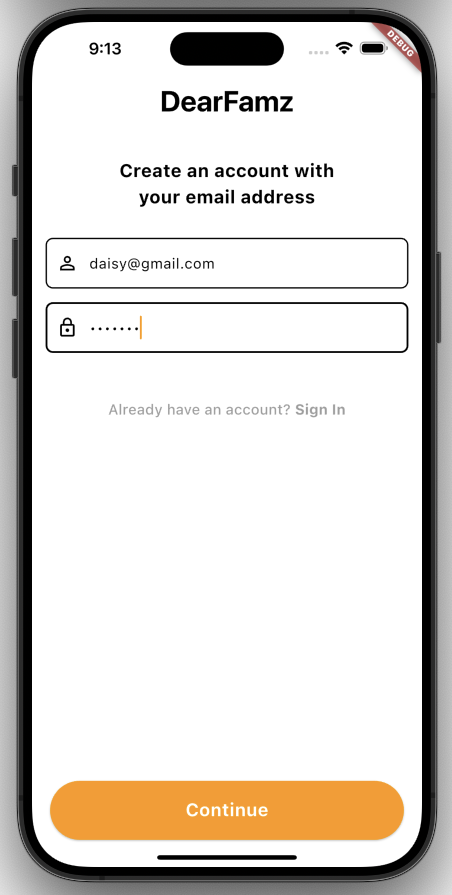 9:13
DEBUG
DearFamz
Create an account with
your email address
daisy@gmail.com
•••••••
Already have an account? Sign In
Continue